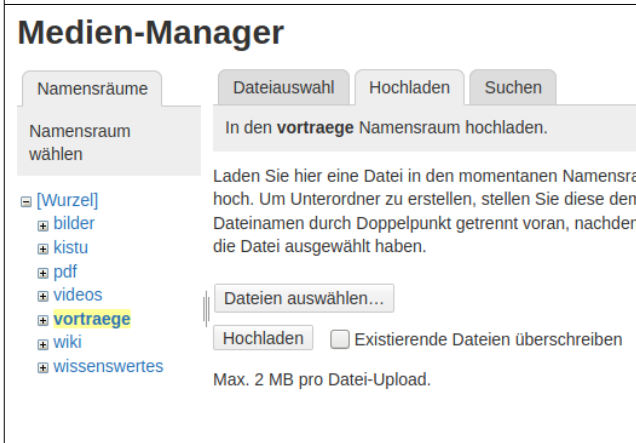 Medien-Manager
Namensräume
Namensraum
wählen
[Wurzel]
bilder
kistu
pdf
videos
vortraege
wiki
wissenswertes
Dateiauswahl Hochladen Suchen
In den vortraege Namensraum hochladen.
Laden Sie hier eine Datei in den momentanen Namensra
hoch. Um Unterordner zu erstellen, stellen Sie diese dem
Dateinamen durch Doppelpunkt getrennt voran, nachdem
die Datei ausgewählt haben.
Dateien auswählen…
Hochladen Existierende Dateien überschreiben
Max. 2 MB pro Datei-Upload.